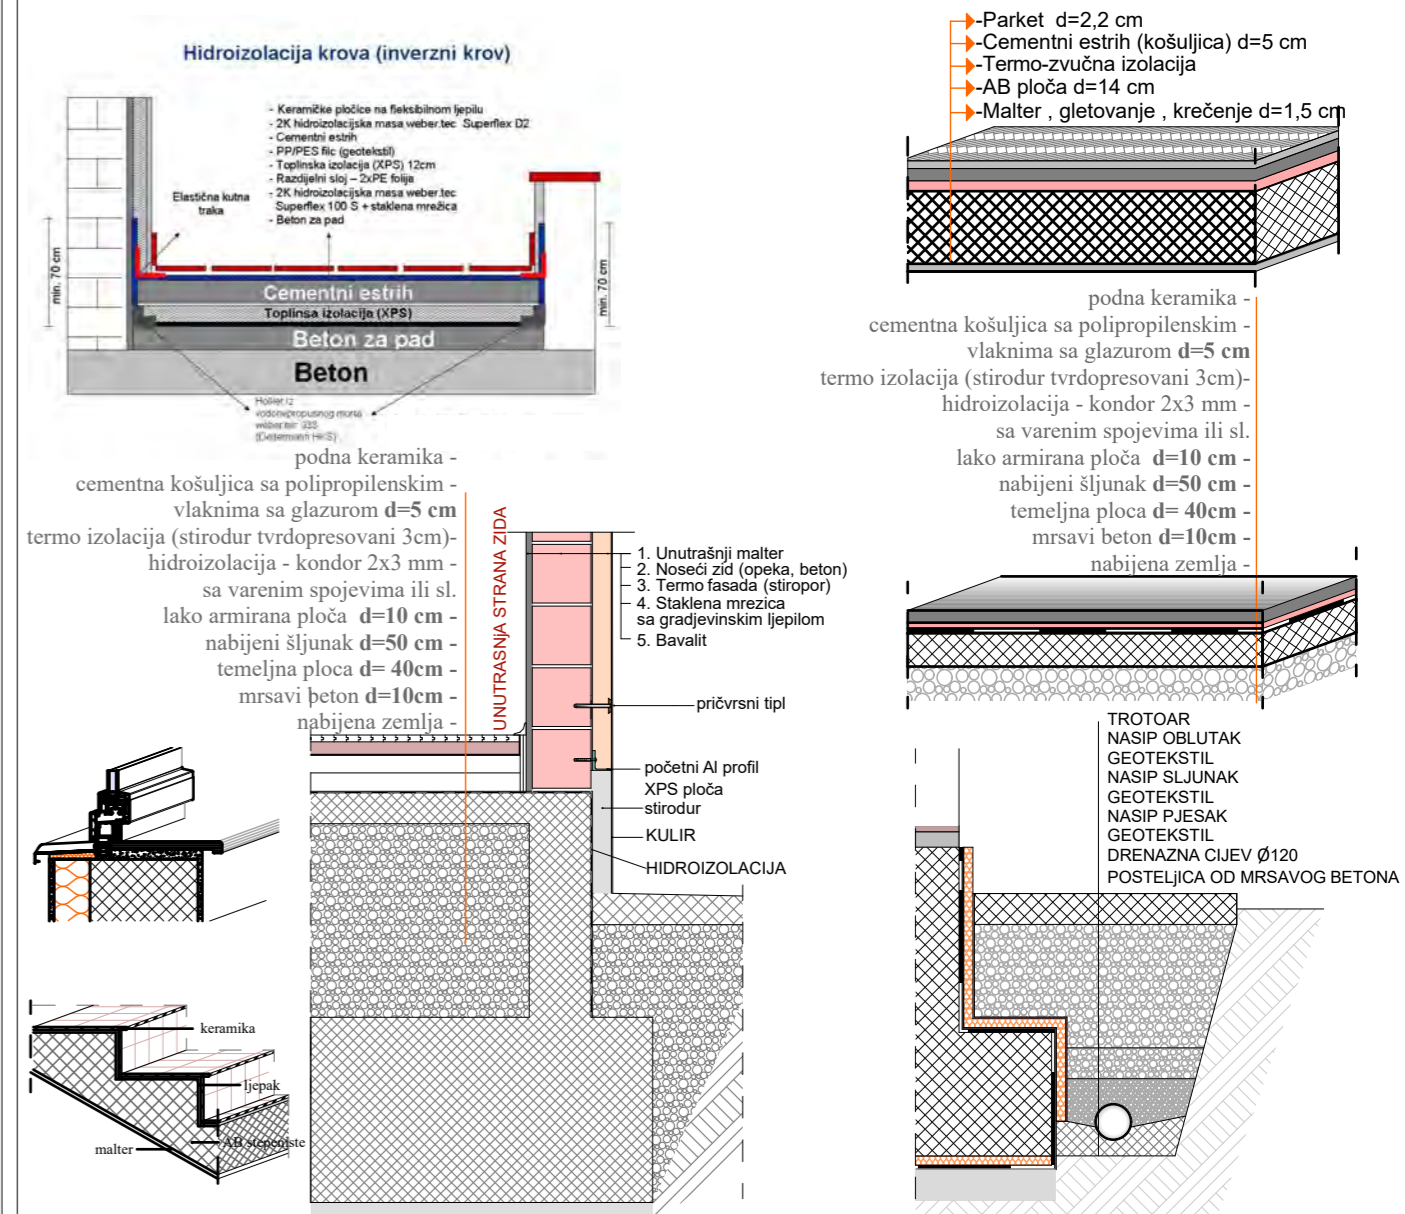 Hidroizolacija krova (inverzni krov)
- Keramičke pločice na fleksibilnom ljepilu
- 2K hidroizolacijska masa weber.tec Superflex D2
- Cementni estrih
- PP/PES filc (geotekstil)
- Toplinska izolacija (XPS) 12cm
- Razdijelni sloj – 2xPE folija
- 2K hidroizolacijska masa weber.tec
Superflex 100 S + staklena mrežica
- Beton za pad
Elastična kutna
traka
min. 70 cm
min. 70 cm
Cementni estrih
Toplinsa izolacija (XPS)
Beton za pad
Beton
Holker iz
vodonepropusnog morta
weber.tec 933
-Parket d=2,2 cm
-Cementni estrih (košuljica) d=5 cm
-Termo-zvučna izolacija
-AB ploča d=14 cm
-Malter , gletovanje , krečenje d=1,5 cm
podna keramika -
cementna košuljica sa polipropilenskim -
vlaknima sa glazurom d=5 cm
termo izolacija (stirodur tvrdopresovani 3cm)-
hidroizolacija - kondor 2x3 mm -
sa varenim spojevima ili sl.
lako armirana ploča d=10 cm -
nabijeni šljunak d=50 cm -
temeljna ploca d= 40cm -
mrsavi beton d=10cm -
nabijena zemlja -
podna keramika -
cementna košuljica sa polipropilenskim -
vlaknima sa glazurom d=5 cm
termo izolacija (stirodur tvrdopresovani 3cm)-
hidroizolacija - kondor 2x3 mm -
sa varenim spojevima ili sl.
lako armirana ploča d=10 cm -
nabijeni šljunak d=50 cm -
temeljna ploca d= 40cm -
mrsavi beton d=10cm -
nabijena zemlja -
UNUTRASNjA STRANA ZIDA
1. Unutrašnji malter
2. Noseći zid (opeka, beton)
3. Termo fasada (stiropor)
4. Staklena mrezica
sa gradjevinskim ljepilom
5. Bavalit
pričvrsni tipl
početni Al profil
XPS ploča
stirodur
KULIR
HIDROIZOLACIJA
TROTOAR
NASIP OBLUTAK
GEOTEKSTIL
NASIP SLJUNAK
GEOTEKSTIL
NASIP PJESAK
GEOTEKSTIL
DRENAZNA CIJEV Ø120
POSTELjICA OD MRSAVOG BETONA
keramika
ljepak
AB stepeniste
malter